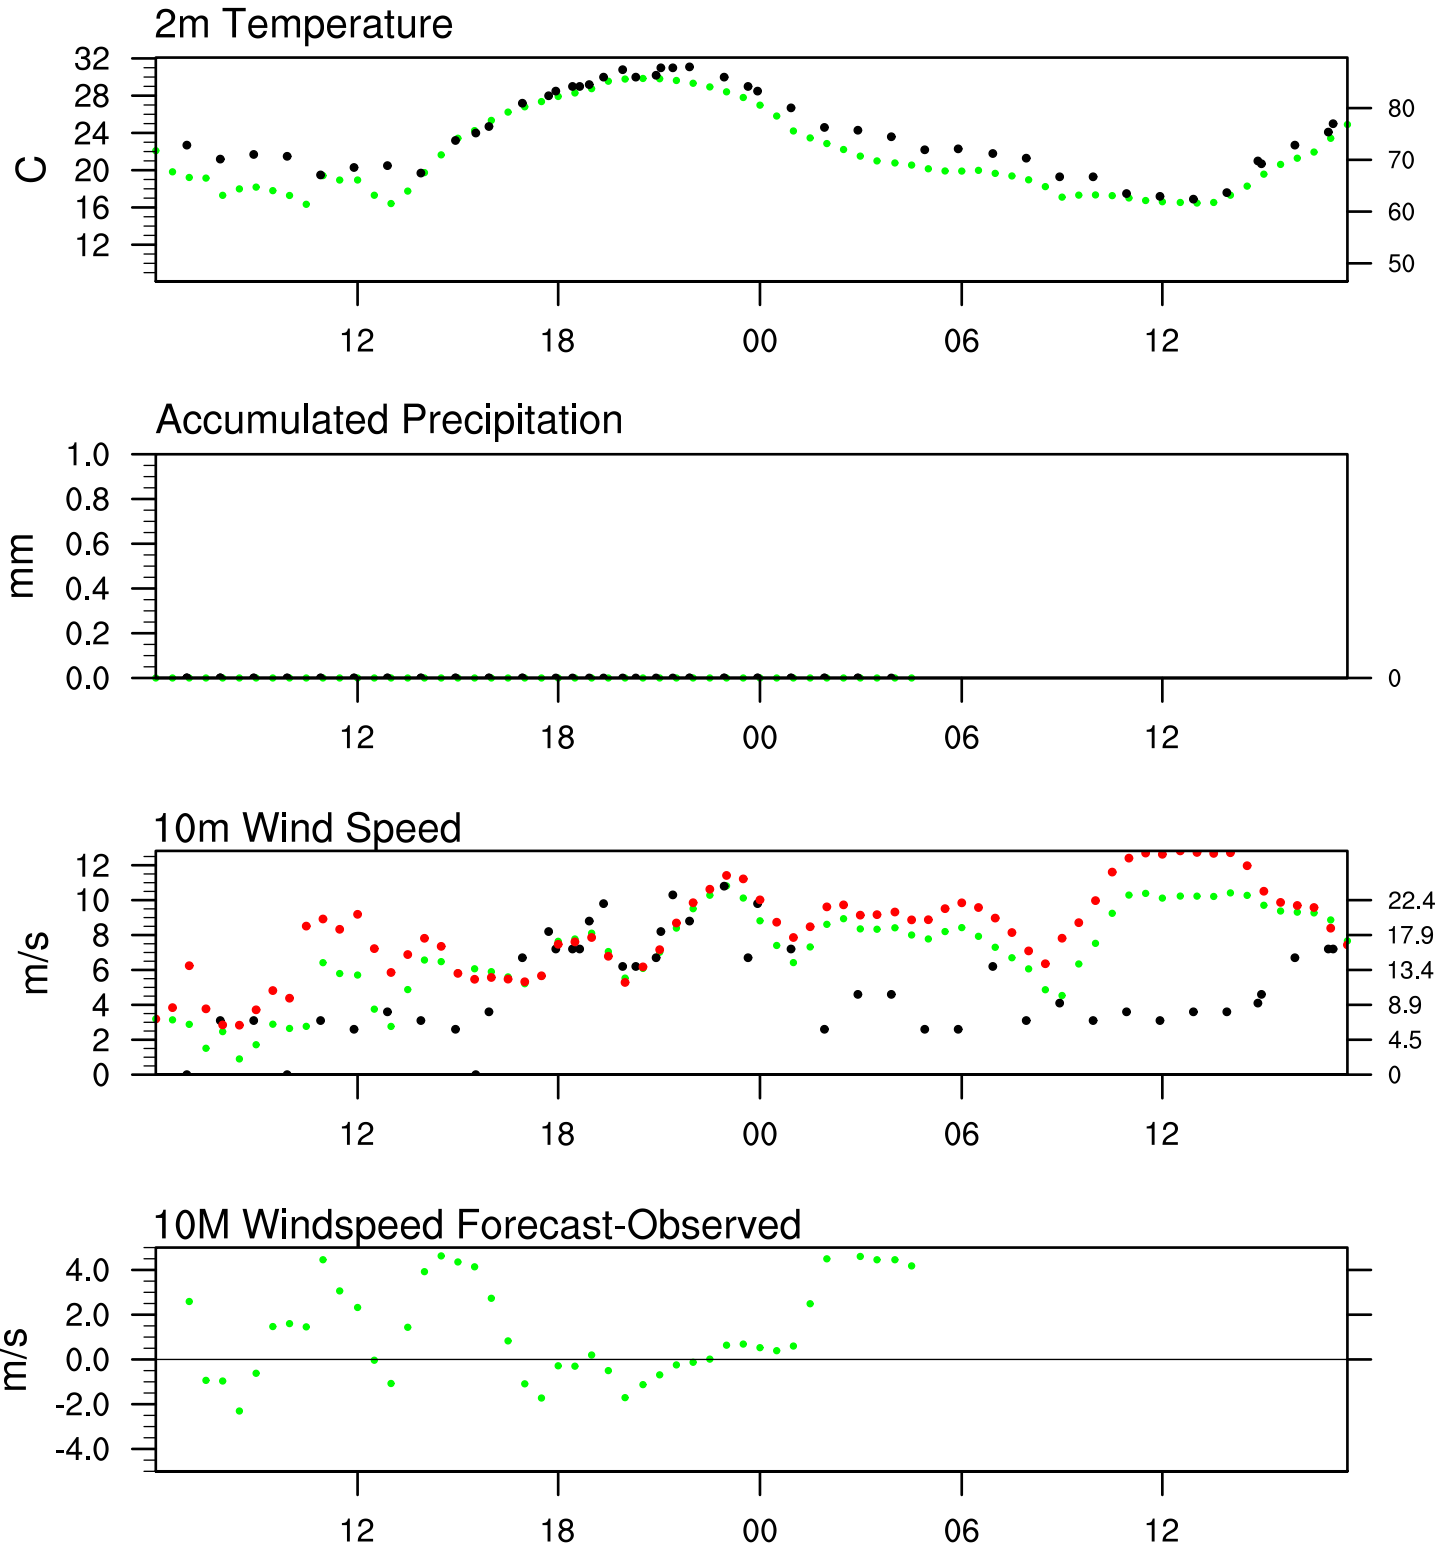 2m Temperature
32
28
24
20
16
12
C
80
70
60
50
12 18 00 06 12
Accumulated Precipitation
1.0
0.8
0.6
0.4
0.2
0.0
mm
0
12 18 00 06 12
10m Wind Speed
12
10
8
6
4
2
0
m/s
22.4
17.9
13.4
8.9
4.5
0
12 18 00 06 12
10M Windspeed Forecast-Observed
4.0
2.0
0.0
-2.0
-4.0
m/s
12 18 00 06 12